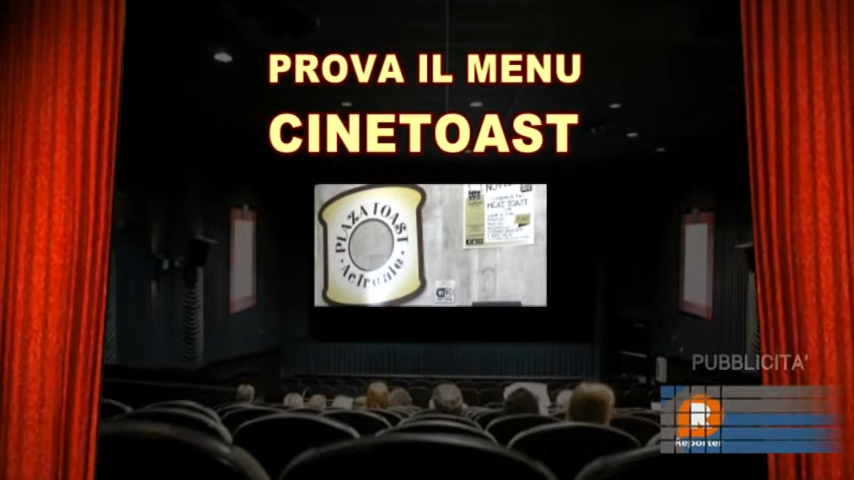 PROVA IL MENU
CINETOAST
PLAZA TOAST
Acireale
MEAT TOAST
PUBBLICITA'
R
Reporter